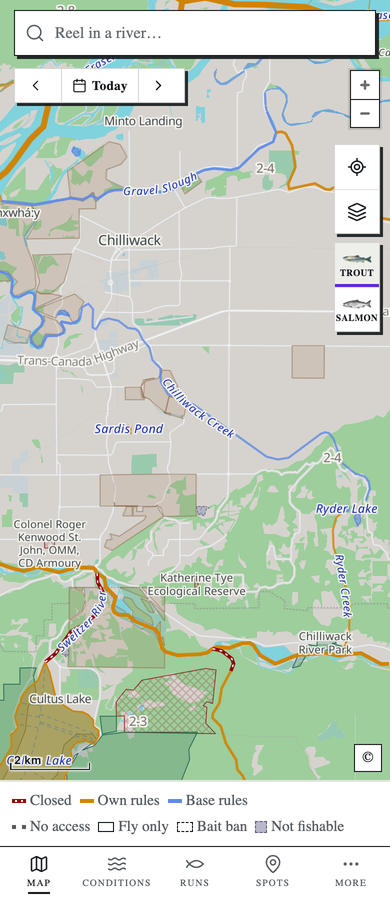 Reel in a river…
Today
+
Minto Landing
−
2-4
Gravel Slough
Chilliwack
TROUT
SALMON
Trans-Canada Highway
Chilliwack Creek
Sardis Pond
2-4
Ryder Lake
Colonel Roger
Kenwood St.
John, OMM,
CD Armoury
Katherine Tye
Ecological Reserve
Ryder Creek
Sweltzer River
Chilliwack
River Park
Cultus Lake
2-3
Lake
2 km
©
Closed Own rules Base rules
No access Fly only Bait ban Not fishable
MAP CONDITIONS RUNS SPOTS MORE